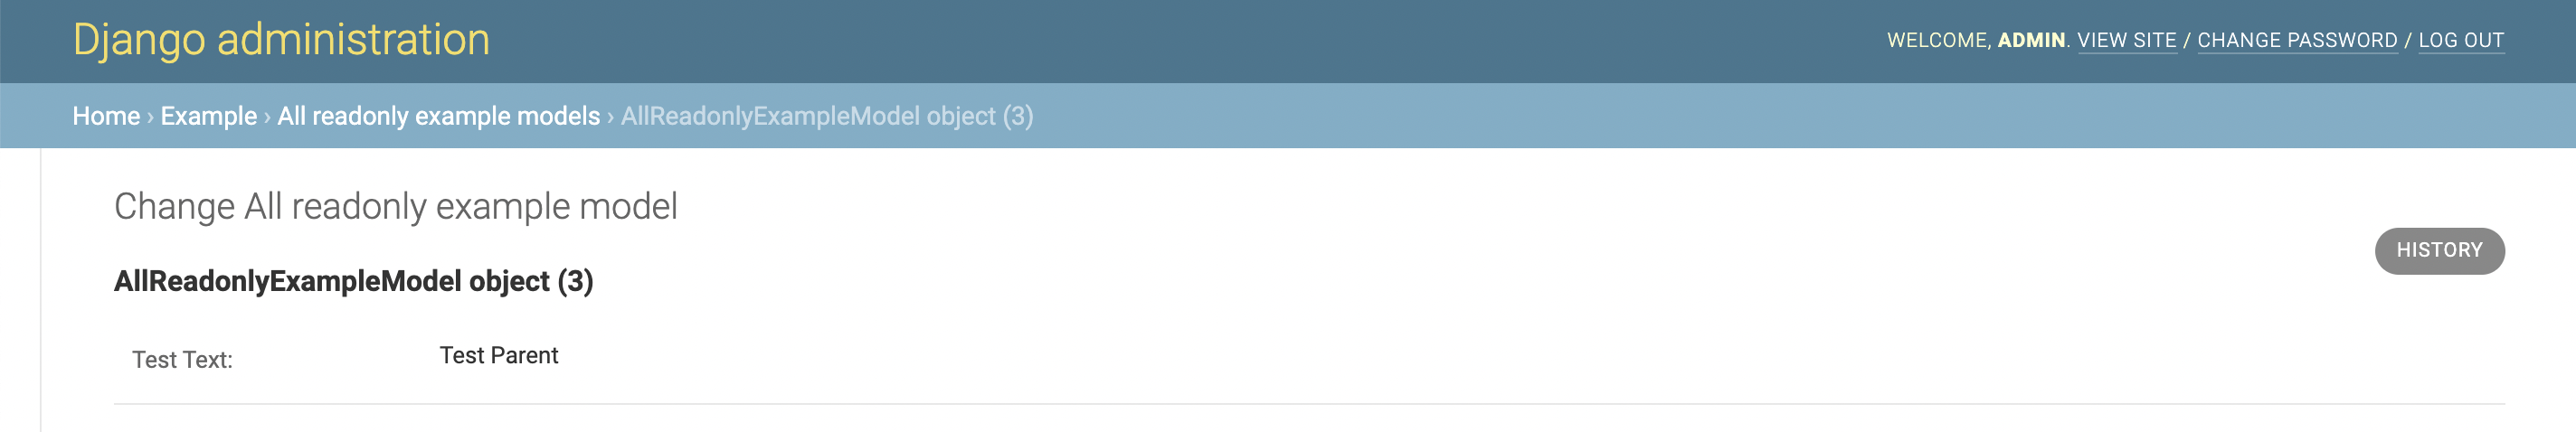 Django administration
WELCOME, ADMIN. VIEW SITE / CHANGE PASSWORD / LOG OUT
Home › Example › All readonly example models › AllReadonlyExampleModel object (3)
Change All readonly example model
HISTORY
AllReadonlyExampleModel object (3)
Test Text: Test Parent